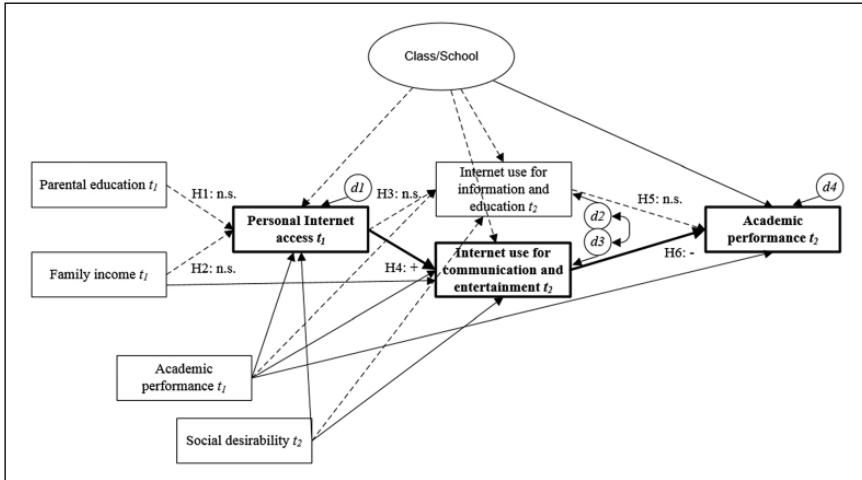 Class/School
Parental education t1
H1: n.s.
d1
H3: n.s.
Internet use for
information and
education t2
H5: n.s.
d4
d2
Personal Internet
access t1
Academic
performance t2
d3
Family income t1
H2: n.s.
H4: +
Internet use for
communication and
entertainment t2
H6: -
Academic
performance t1
Social desirability t2